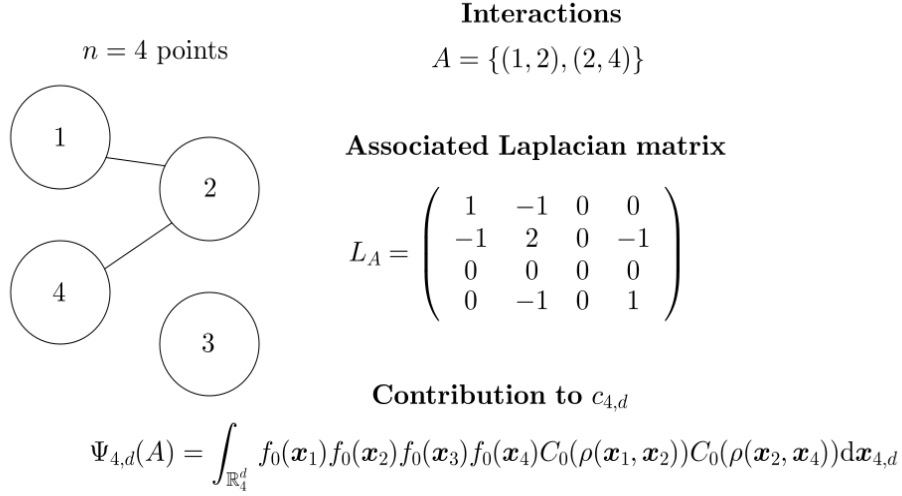 Interactions
n = 4 points
A = {(1, 2), (2, 4)}
1
2
4
3
Associated Laplacian matrix
L_A = ( 1 −1 0 0
−1 2 0 −1
0 0 0 0
0 −1 0 1 )
Contribution to c_{4,d}
Ψ_{4,d}(A) = ∫_{ℝ_4^d} f_0(x_1)f_0(x_2)f_0(x_3)f_0(x_4)C_0(ρ(x_1, x_2))C_0(ρ(x_2, x_4))dx_{4,d}